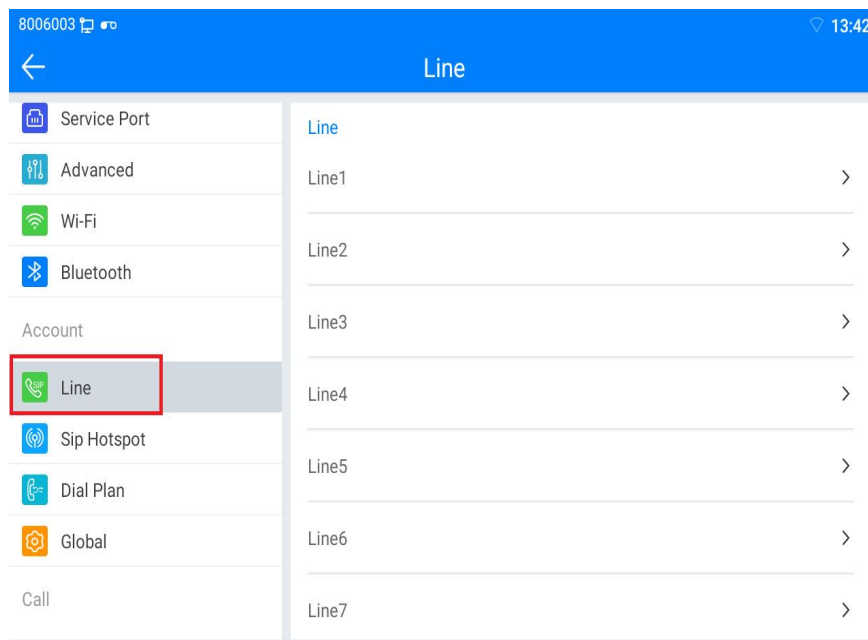 8006003
13:42
Line
Service Port
Advanced
Wi-Fi
Bluetooth
Account
SIP
Line
Sip Hotspot
Dial Plan
Global
Call
Line
Line1
Line2
Line3
Line4
Line5
Line6
Line7